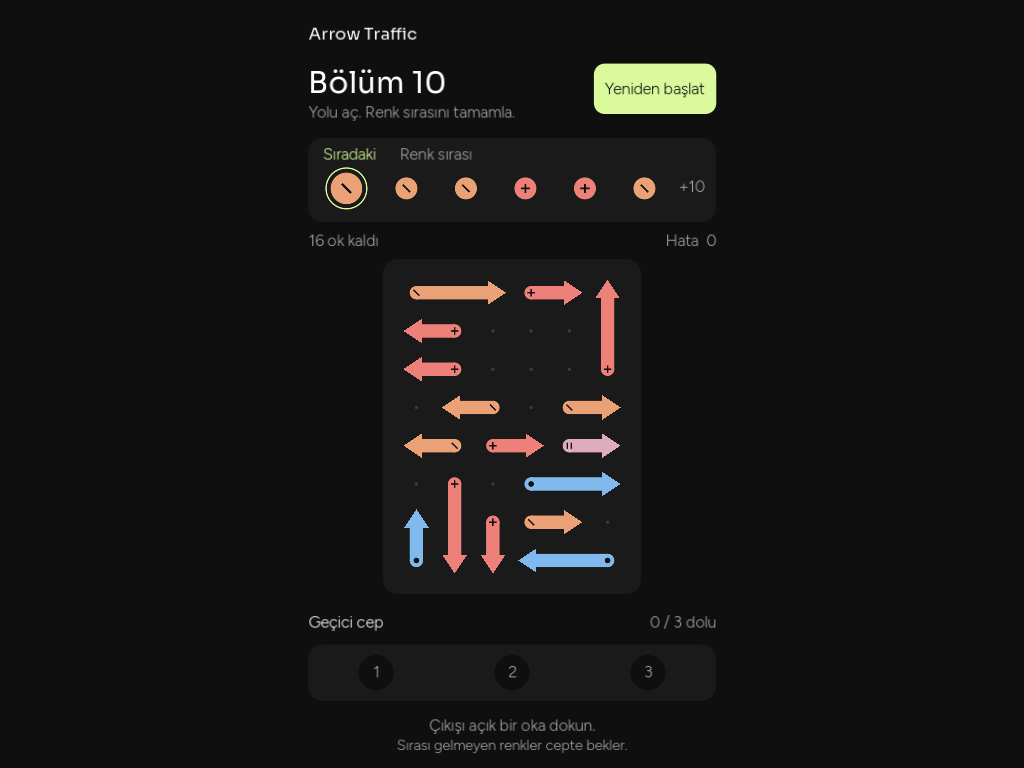 Arrow Traffic
Bölüm 10
Yeniden başlat
Yolu aç. Renk sırasını tamamla.
Sıradaki Renk sırası
+10
16 ok kaldı Hata 0
Geçici cep 0 / 3 dolu
1 2 3
Çıkışı açık bir oka dokun.
Sırası gelmeyen renkler cepte bekler.